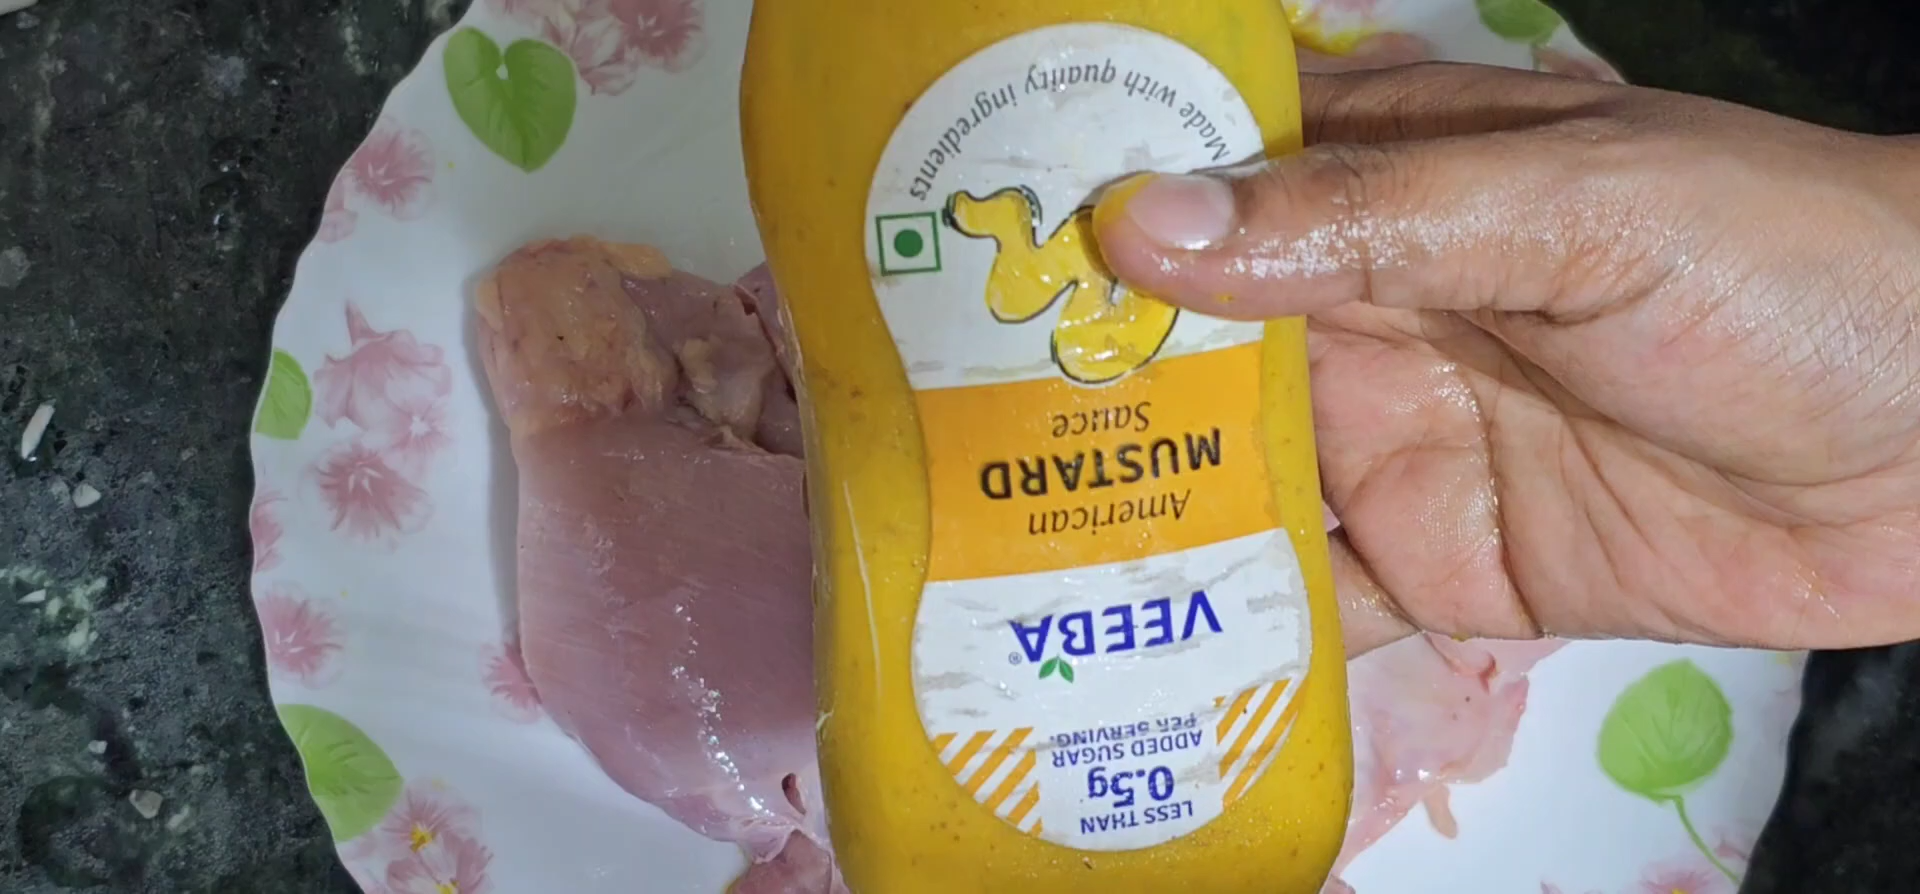 LESS THAN
0.5g
ADDED SUGAR
PER SERVING.
VEEBA®
American
MUSTARD
Sauce
Made with quality ingredients